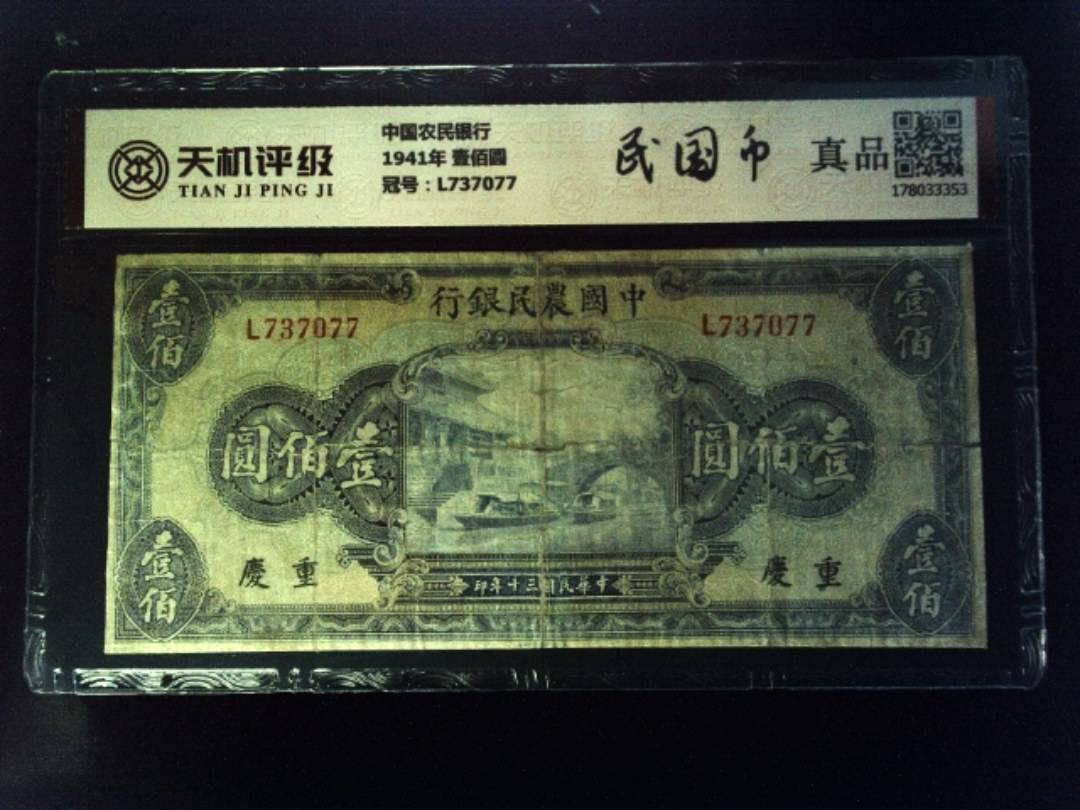 天机评级
TIAN JI PING JI
中国农民银行
1941年 壹佰圆
冠号：L737077
民国币
真品
178033353
行銀民農國中
壹佰
壹佰
L737077
L737077
圓佰壹
圓佰壹
慶重
慶重
壹佰
壹佰
印年十三國民華中